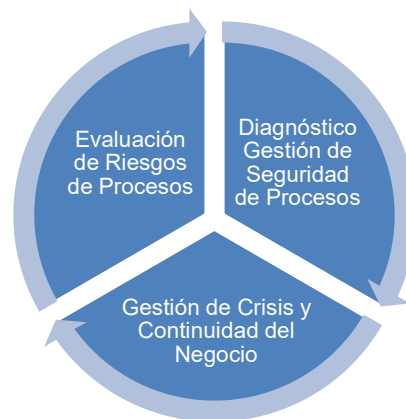 Evaluación
de Riesgos
de Procesos
Diagnóstico
Gestión de
Seguridad
de Procesos
Gestión de Crisis y
Continuidad del
Negocio